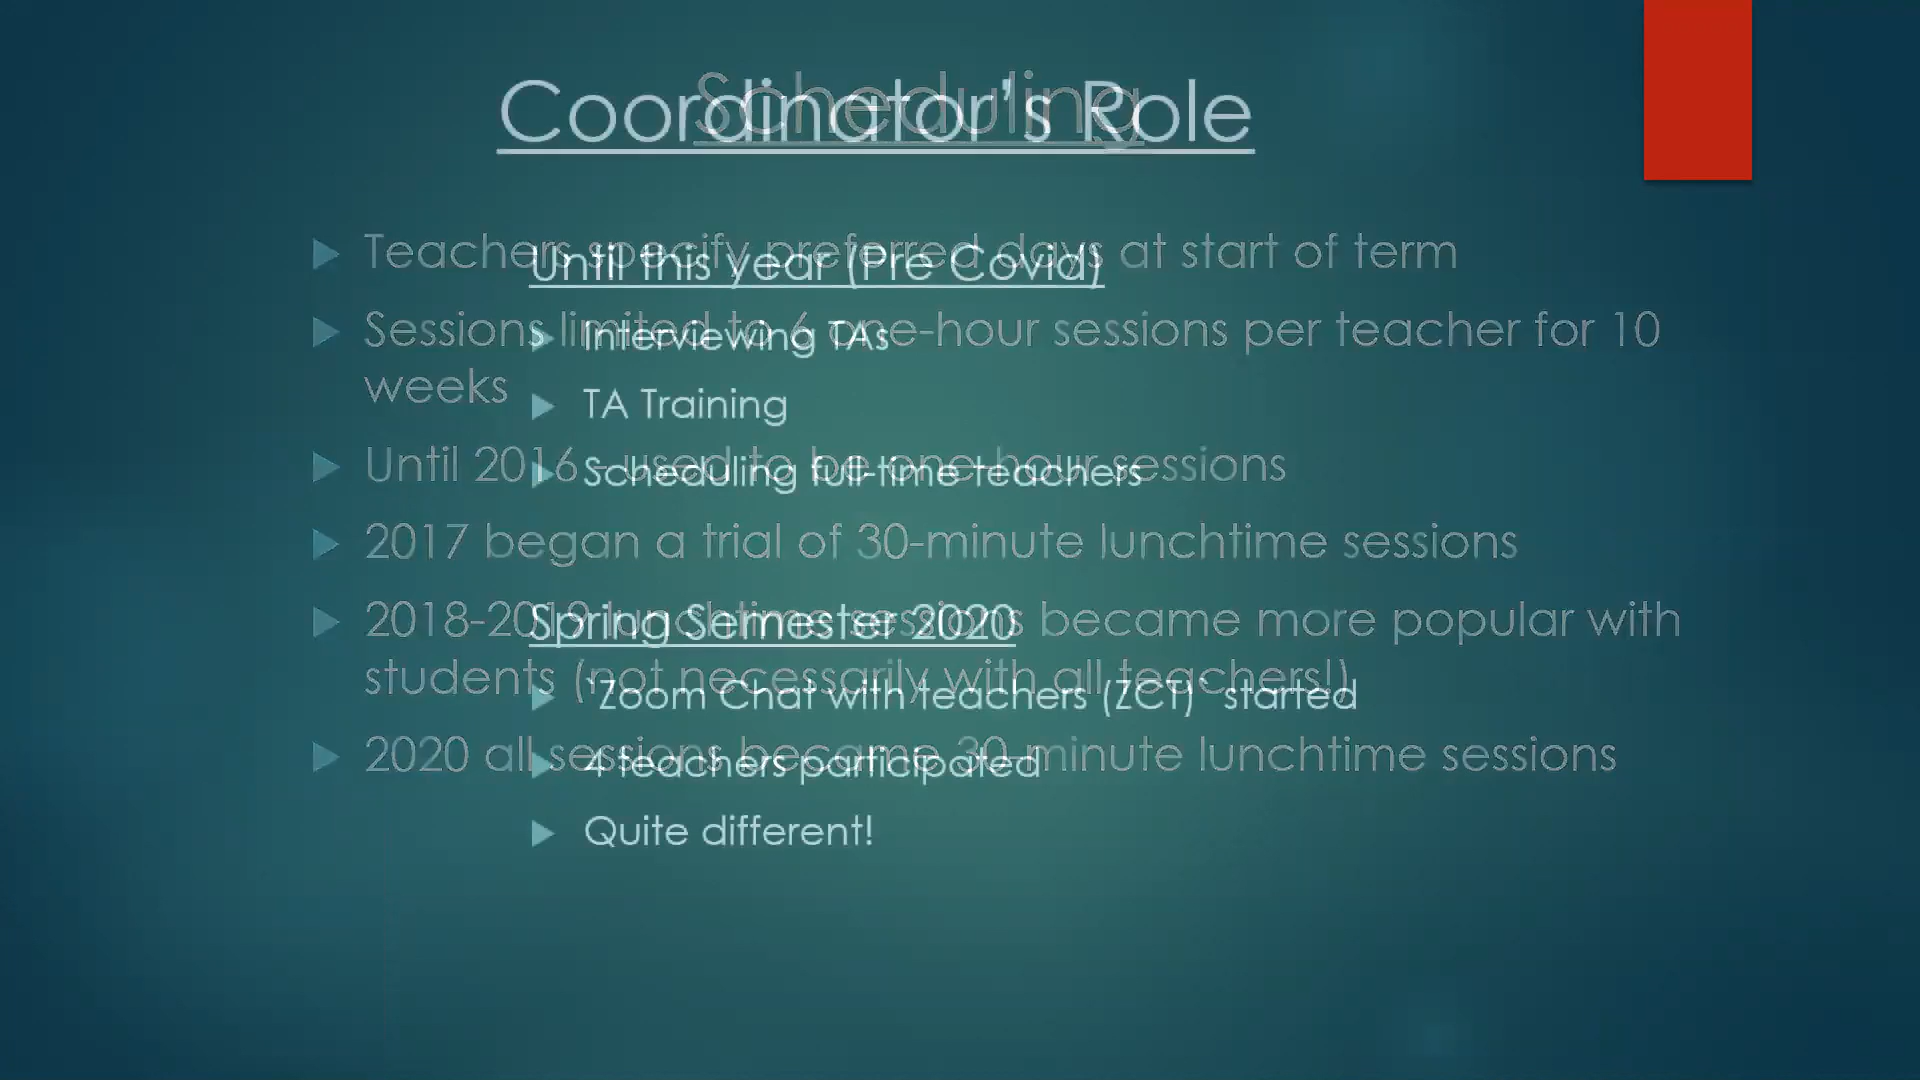 Coordinator's Role
Until this year (Pre Covid)
Interviewing TAs
TA Training
Scheduling full-time teachers
Spring Semester 2020
`Zoom Chat with teachers (ZCT)` started
4 teachers participated
Quite different!
Scheduling
Teachers specify preferred days at start of term
Sessions limited to 6 one-hour sessions per teacher for 10
weeks
Until 2016 - used to be one-hour sessions
2017 began a trial of 30-minute lunchtime sessions
2018-2019 lunchtime sessions became more popular with
students (not necessarily with all teachers!)
2020 all sessions became 30-minute lunchtime sessions